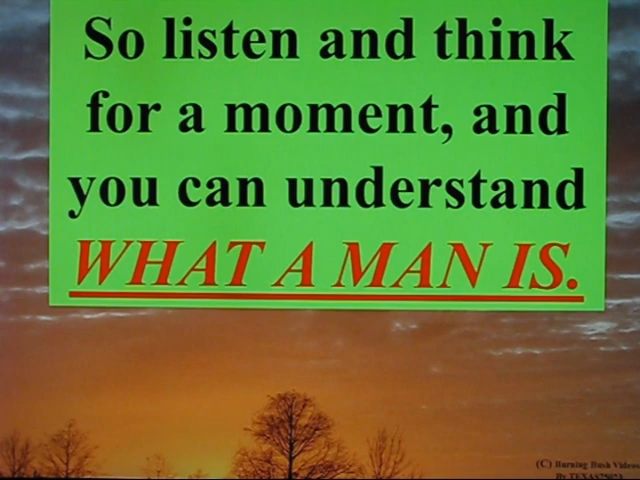 So listen and think
for a moment, and
you can understand
WHAT A MAN IS.
(C) Burning Bush Videos